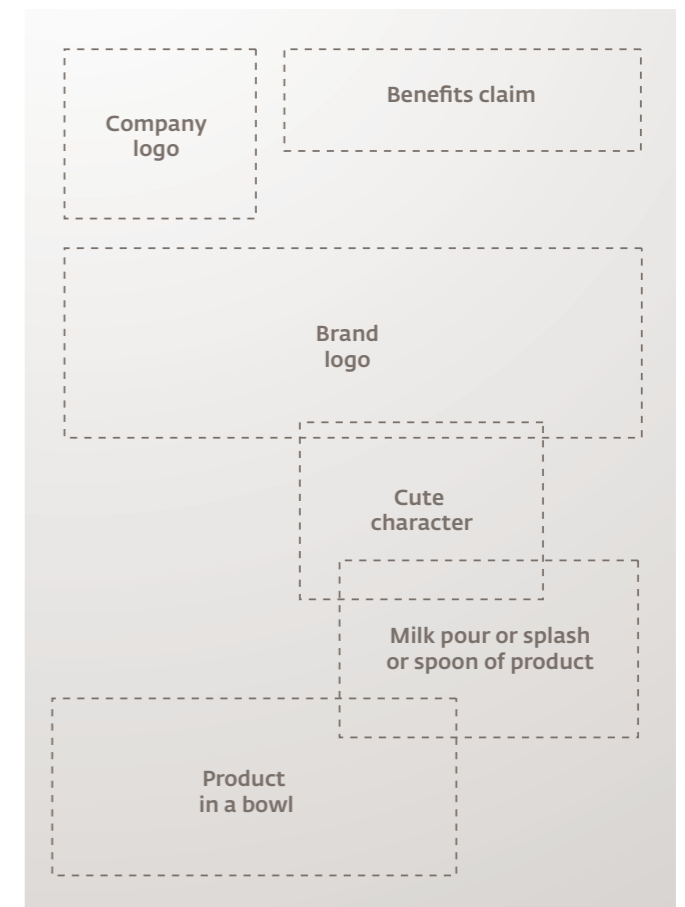 Company
logo
Benefits claim
Brand
logo
Cute
character
Milk pour or splash
or spoon of product
Product
in a bowl